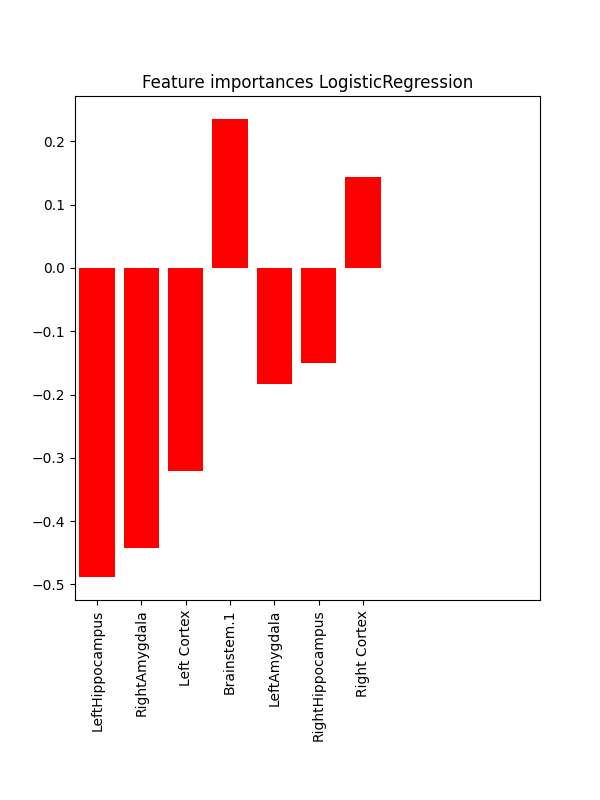 Feature importances LogisticRegression
0.2
0.1
0.0
−0.1
−0.2
−0.3
−0.4
−0.5
LeftHippocampus
RightAmygdala
Left Cortex
Brainstem.1
LeftAmygdala
RightHippocampus
Right Cortex